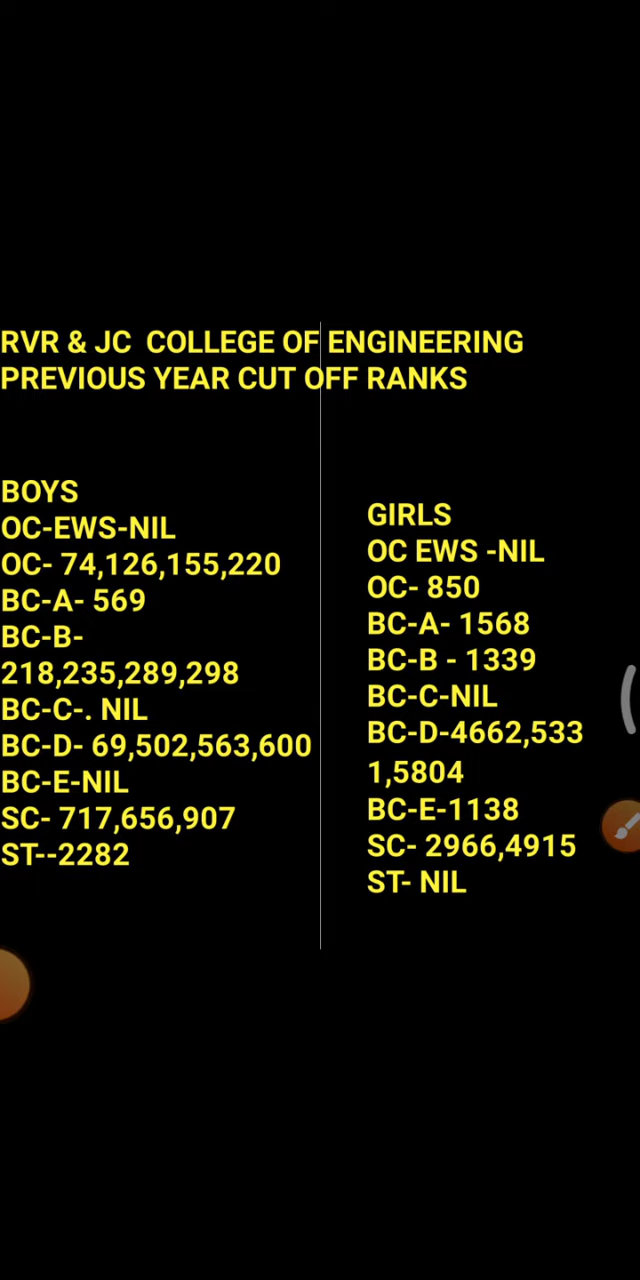 RVR & JC COLLEGE OF ENGINEERING
PREVIOUS YEAR CUT OFF RANKS
BOYS
OC-EWS-NIL
OC- 74,126,155,220
BC-A- 569
BC-B-
218,235,289,298
BC-C-. NIL
BC-D- 69,502,563,600
BC-E-NIL
SC- 717,656,907
ST--2282
GIRLS
OC EWS -NIL
OC- 850
BC-A- 1568
BC-B - 1339
BC-C-NIL
BC-D-4662,533
1,5804
BC-E-1138
SC- 2966,4915
ST- NIL